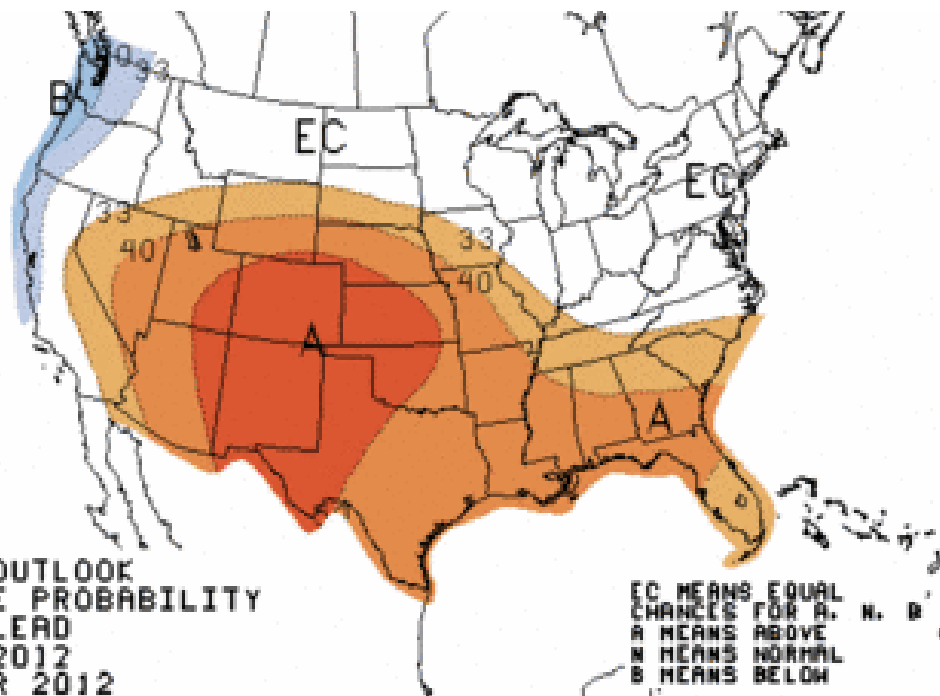 33
B
EC
EC
33
40
33
40
A
A
OUTLOOK
E PROBABILITY
LEAD
2012
R 2012
EC MEANS EQUAL
CHANCES FOR A. N. B
A MEANS ABOVE
N MEANS NORMAL
B MEANS BELOW